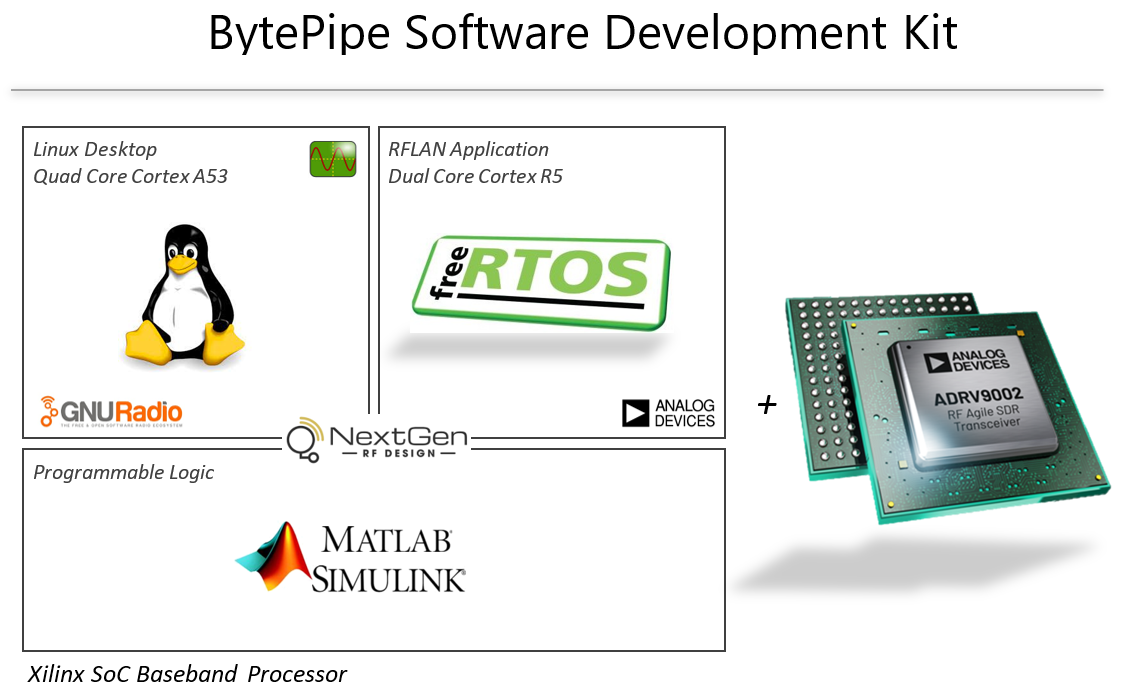 BytePipe Software Development Kit
Linux Desktop
Quad Core Cortex A53
GNURadio
THE FREE & OPEN SOFTWARE RADIO ECOSYSTEM
RFLAN Application
Dual Core Cortex R5
free RTOS
ANALOG
DEVICES
NextGen
RF DESIGN
Programmable Logic
MATLAB®
SIMULINK®
Xilinx SoC Baseband Processor
+
ANALOG
DEVICES
ADRV9002
RF Agile SDR
Transceiver